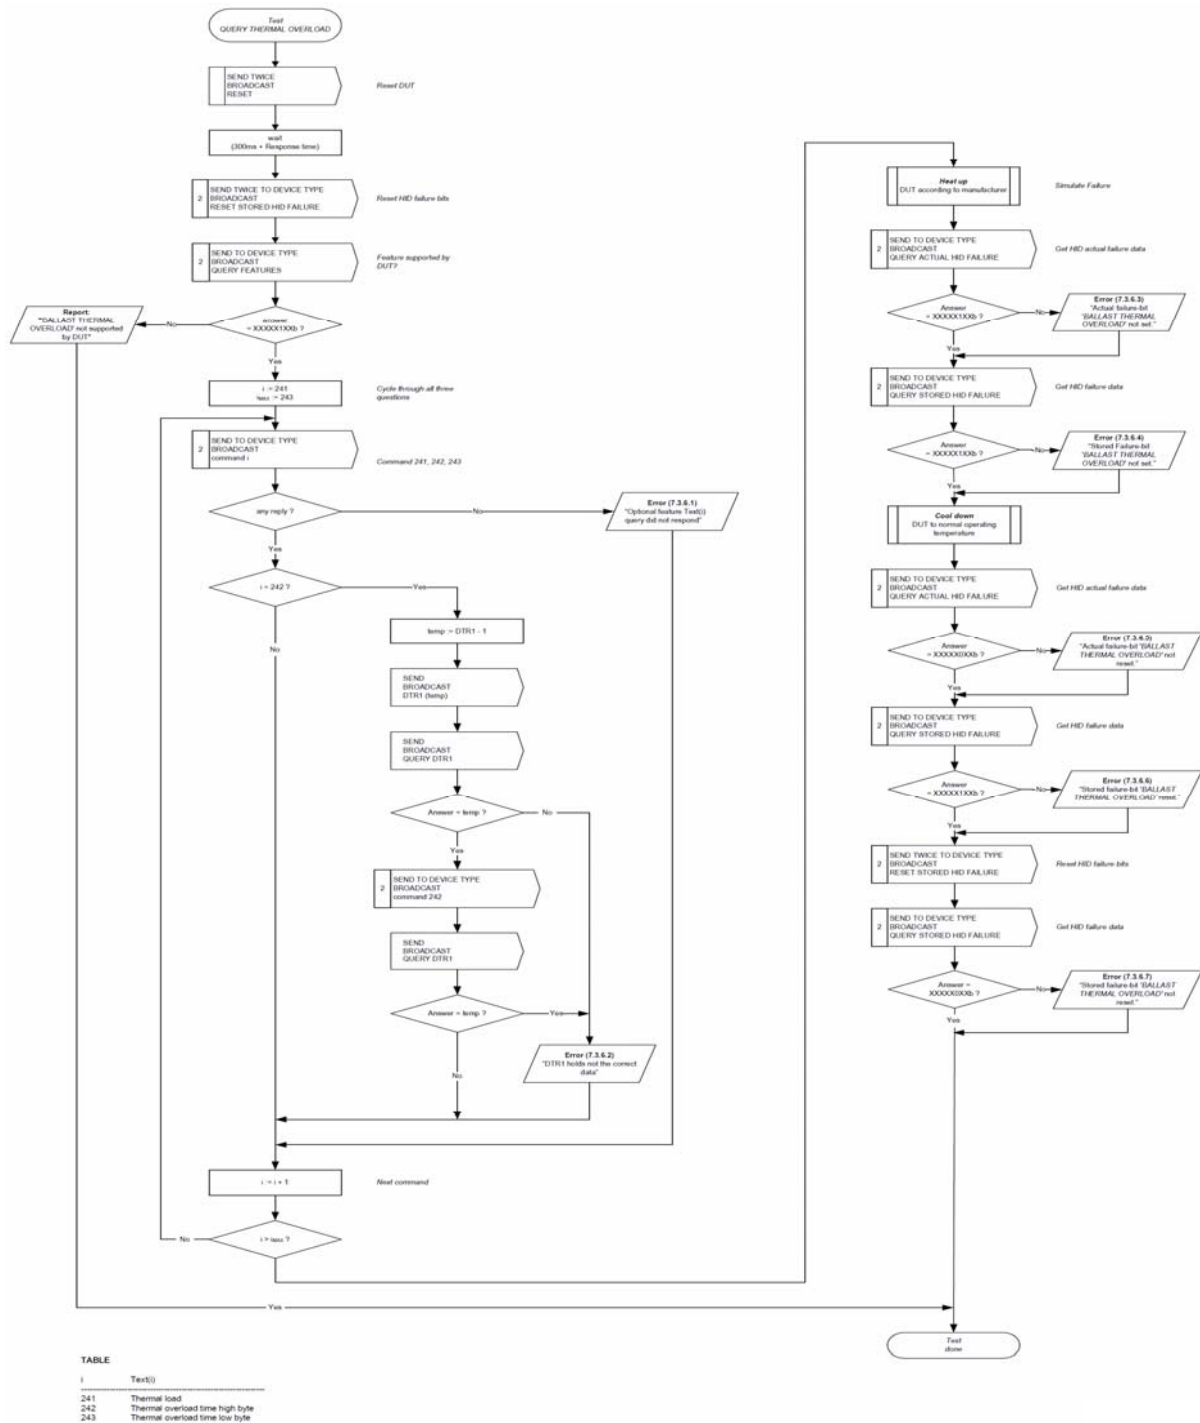 Test
QUERY THERMAL OVERLOAD
SEND TWICE
BROADCAST
RESET
Reset DUT
wait
(300ms + Response time)
2
SEND TWICE TO DEVICE TYPE
BROADCAST
RESET STORED HID FAILURE
Reset HID failure bits
2
SEND TO DEVICE TYPE
BROADCAST
QUERY FEATURES
Feature supported by
DUT?
answer
= XXXXX1XXb ?
No
Report:
"'BALLAST THERMAL
OVERLOAD' not supported
by DUT"
Yes
i := 241
imax := 243
Cycle through all three
questions
2
SEND TO DEVICE TYPE
BROADCAST
command i
Command 241, 242, 243
any reply ?
No
Error (7.3.6.1)
"Optional feature Text(i)
query did not respond"
Yes
i = 242 ?
Yes
No
temp := DTR1 - 1
SEND
BROADCAST
DTR1 (temp)
SEND
BROADCAST
QUERY DTR1
Answer = temp ?
No
Yes
2
SEND TO DEVICE TYPE
BROADCAST
command 242
SEND
BROADCAST
QUERY DTR1
Answer = temp ?
Yes
No
Error (7.3.6.2)
"DTR1 holds not the correct
data"
i := i + 1
Next command
i > imax ?
No
Yes
Heat up
DUT according to manufacturer
Simulate Failure
2
SEND TO DEVICE TYPE
BROADCAST
QUERY ACTUAL HID FAILURE
Get HID actual failure data
Answer
= XXXXX1XXb ?
No
Error (7.3.6.3)
"Actual failure-bit
'BALLAST THERMAL
OVERLOAD' not set."
Yes
2
SEND TO DEVICE TYPE
BROADCAST
QUERY STORED HID FAILURE
Get HID failure data
Answer
= XXXXX1XXb ?
No
Error (7.3.6.4)
"Stored Failure-bit
'BALLAST THERMAL
OVERLOAD' not set."
Yes
Cool down
DUT to normal operating
temperature
2
SEND TO DEVICE TYPE
BROADCAST
QUERY ACTUAL HID FAILURE
Get HID actual failure data
Answer
= XXXXX0XXb ?
No
"Actual failure-bit 'BALLAST
THERMAL OVERLOAD' not
reset."
Yes
2
SEND TO DEVICE TYPE
BROADCAST
QUERY STORED HID FAILURE
Get HID failure data
Answer
= XXXXX1XXb ?
No
Error (7.3.6.6)
"Stored failure-bit 'BALLAST
THERMAL OVERLOAD' reset."
Yes
2
SEND TWICE TO DEVICE TYPE
BROADCAST
RESET STORED HID FAILURE
Reset HID failure bits
2
SEND TO DEVICE TYPE
BROADCAST
QUERY STORED HID FAILURE
Get HID failure data
Answer =
XXXXX0XXb ?
No
Error (7.3.6.7)
"Stored failure-bit 'BALLAST
THERMAL OVERLOAD' not
reset."
Yes
Test
done
TABLE
i Text(i)
241 Thermal load
242 Thermal overload time high byte
243 Thermal overload time low byte